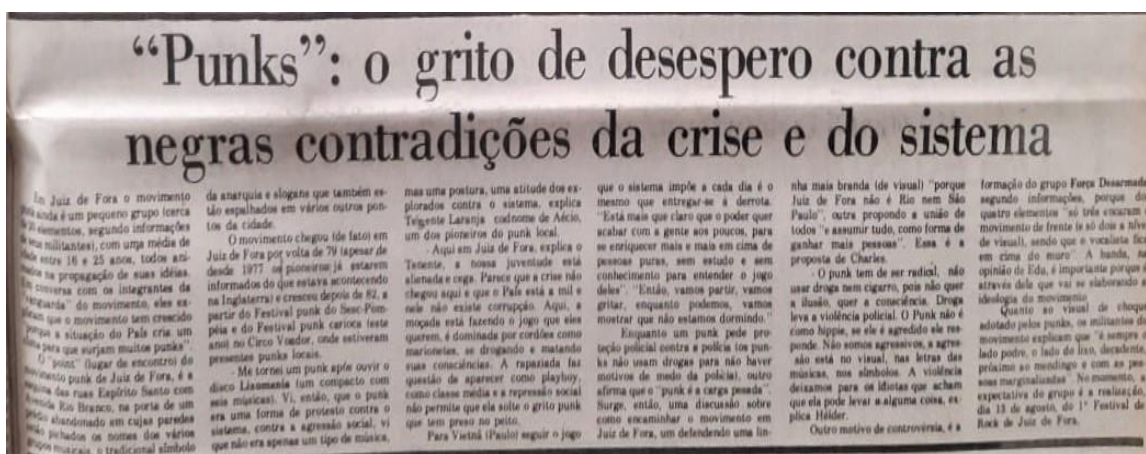 “Punks”: o grito de desespero contra as
negras contradições da crise e do sistema
Em Juiz de Fora o movimento
ainda é um pequeno grupo (cerca
elementos, segundo informações
de seus militantes), com uma média de
idade entre 16 e 25 anos, todos
na propagação de suas idéias.
conversa com os integrantes da
do movimento, eles
que o movimento tem crescido
porque a situação do País cria um
para que surjam muitos punks”.
O “point” (lugar de encontro) do
movimento punk de Juiz de Fora, é a
esquina das ruas Espírito Santo com
Avenida Rio Branco, na porta de um
prédio abandonado em cujas paredes
estão pichados os nomes dos vários
grupos musicais, o tradicional símbolo
da anarquia e slogans que também es-
tão espalhados em vários outros pon-
tos da cidade.
O movimento chegou (de fato) em
Juiz de Fora por volta de 79 (apesar de
desde 1977 os pioneiros já estarem
informados do que estava acontecendo
na Inglaterra) e cresceu depois de 82, a
partir do Festival punk do Sesc-Pom-
péia e do Festival punk carioca (este
ano) no Circo Voador, onde estiveram
presentes punks locais.
- Me tornei um punk após ouvir o
disco Lixomania (um compacto com
seis músicas). Vi, então, que o punk
era uma forma de protesto contra o
sistema, contra a agressão social, vi
que não era apenas um tipo de música,
mas uma postura, uma atitude dos ex-
plorados contra o sistema, explica
Laranja codnome de Aécio,
um dos pioneiros do punk local.
- Aqui em Juiz de Fora, explica o
Tenente, a nossa juventude está
alienada e cega. Parece que a crise não
chegou aqui e que o País está a mil e
nele não existe corrupção. Aqui, a
moçada está fazendo o jogo que eles
querem, é dominada por cordões como
marionetas, se drogando e matando
suas consciências. A rapaziada faz
questão de aparecer como playboy,
como classe média e a repressão social
não permite que ela solte o grito punk
que tem preso no peito.
Para Vietnã (Paulo) seguir o jogo
que o sistema impõe a cada dia é o
mesmo que entregar-se à derrota.
“Está mais que claro que o poder quer
acabar com a gente aos poucos, para
se enriquecer mais e mais em cima de
pessoas puras, sem estudo e sem
conhecimento para entender o jogo
deles”. “Então, vamos partir, vamos
gritar, enquanto podemos, vamos
mostrar que não estamos dormindo.”
Enquanto um punk pede pro-
teção policial contra a polícia (os pun-
ks não usam drogas para não haver
outros motivos de medo da polícia), outro
afirma que o “punk é a carga pesada”.
Surge, então, uma discussão sobre
como encaminhar o movimento em
Juiz de Fora, um defendendo uma lin-
nha mais branda (de visual) “porque
Juiz de Fora não é Rio nem São
Paulo”, outra propondo a união de
todos “e assumir tudo, como forma de
ganhar mais pessoas”. Essa é a
proposta de Charles.
- O punk tem de ser radical, não
usar droga nem cigarro, pois não quer
a ilusão, quer a consciência. Droga
leva a violência policial. O Punk não é
como hippie, se ele é agredido ele res-
ponde. Não somos agressivos, a agres-
são está no visual, nas letras das
músicas, nos símbolos. A violência
deixamos para os idiotas que acham
que ela pode levar a alguma coisa, ex-
plica Hélder.
Outro motivo de controvérsia, é a
formação do grupo Força Desarmada
segundo informações, porque os
quatro elementos “só três encaram
movimento de frente (e só dois a nível
de visual), sendo que o vocalista
em cima do muro”. A banda, na
opinião de Edu, é importante porque
através dele que vai se elaborando
ideologia do movimento
Quanto ao visual de choque
adotado pelos punks, os militantes
movimento explicam que “é sempre
lado podre, o lado do lixo, decadente
próximo ao mendigo e com as pes-
soas marginalizadas”. No momento, a
expectativa do grupo é a realização,
dia 13 de agosto, do 1º Festival de
Rock de Juiz de Fora.